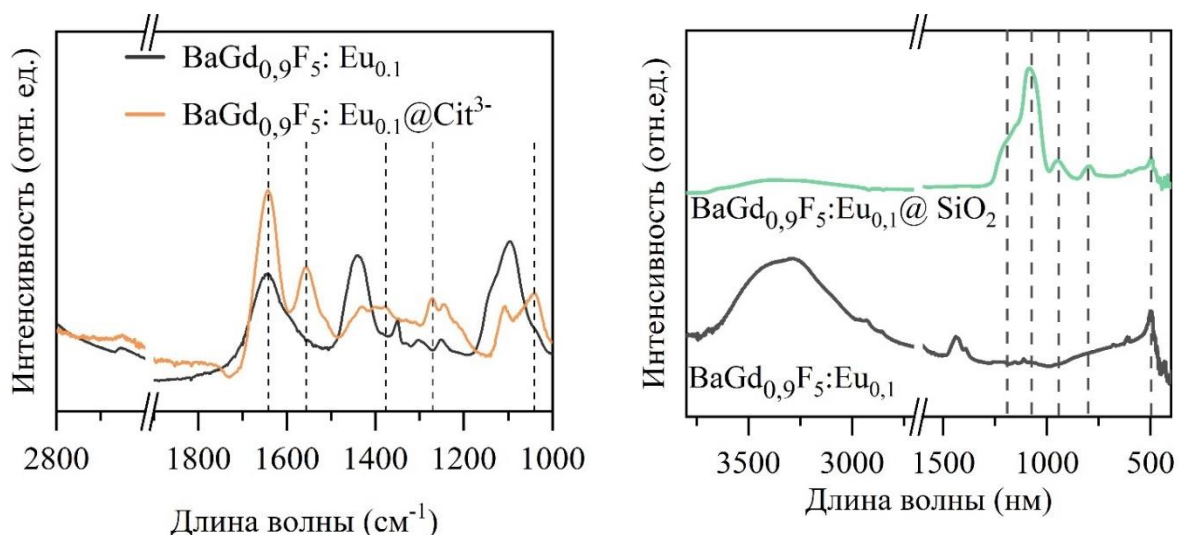 Интенсивность (отн. ед.)
BaGd0,9F5: Eu0.1
BaGd0,9F5: Eu0.1@Cit3-
2800 1800 1600 1400 1200 1000
Длина волны (см-1)
Интенсивность (отн.ед.)
BaGd0,9F5:Eu0,1@ SiO2
BaGd0,9F5:Eu0,1
3500 3000 1500 1000 500
Длина волны (нм)